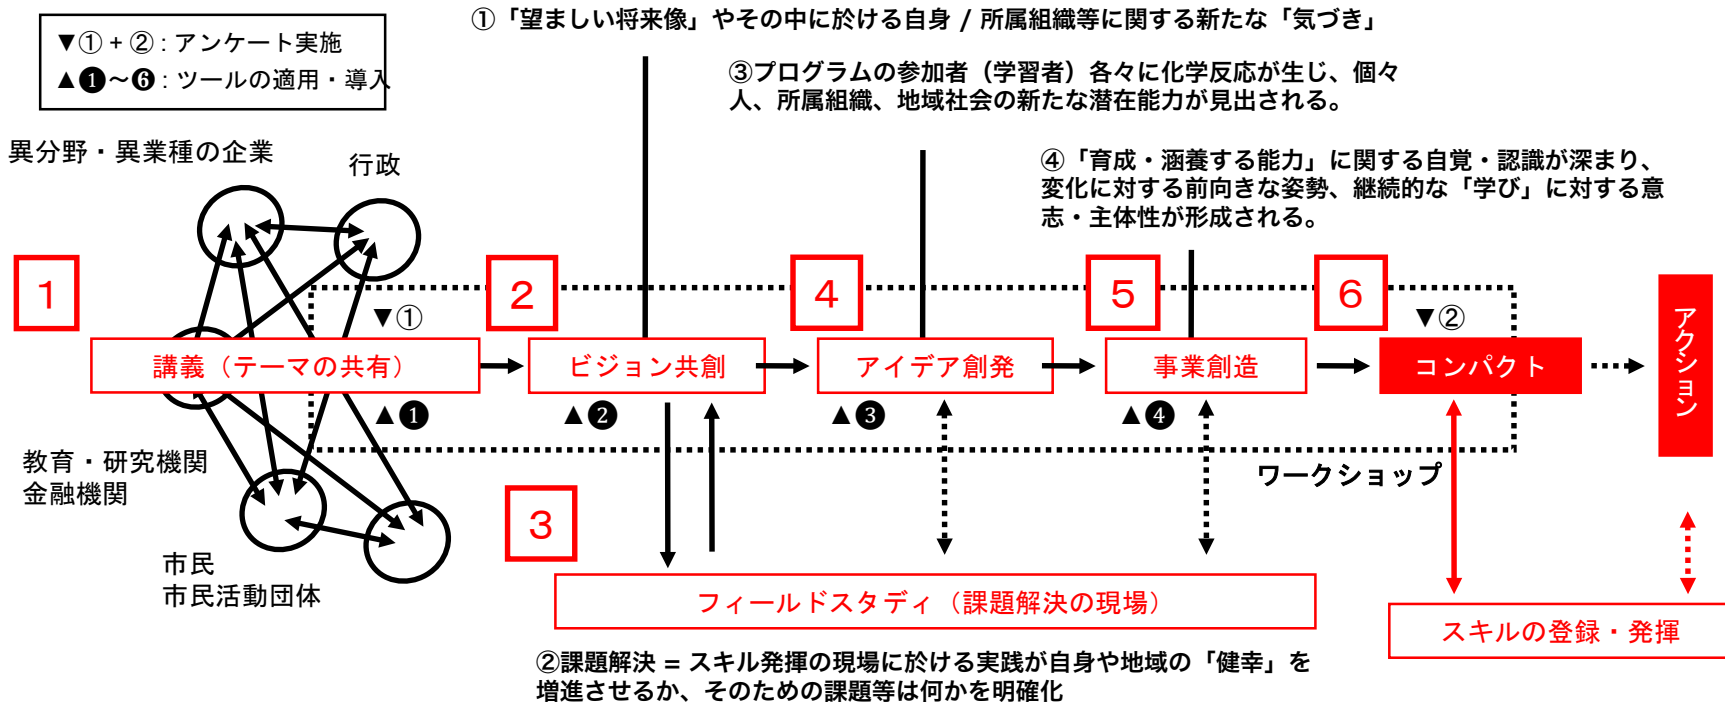 ①「望ましい将来像」やその中に於ける自身 / 所属組織等に関する新たな「気づき」
▼① + ② : アンケート実施
▲❶～❻ : ツールの適用・導入
③プログラムの参加者（学習者）各々に化学反応が生じ、個々
人、所属組織、地域社会の新たな潜在能力が見出される。
異分野・異業種の企業
行政
④「育成・涵養する能力」に関する自覚・認識が深まり、
変化に対する前向きな姿勢、継続的な「学び」に対する意
志・主体性が形成される。
1
2
4
5
6
▼①
▼②
講義（テーマの共有）
ビジョン共創
アイデア創発
事業創造
コンパクト
アクション
▲❶
▲❷
▲❸
▲❹
教育・研究機関
金融機関
ワークショップ
3
市民
市民活動団体
フィールドスタディ（課題解決の現場）
スキルの登録・発揮
②課題解決 = スキル発揮の現場に於ける実践が自身や地域の「健幸」を
増進させるか、そのための課題等は何かを明確化